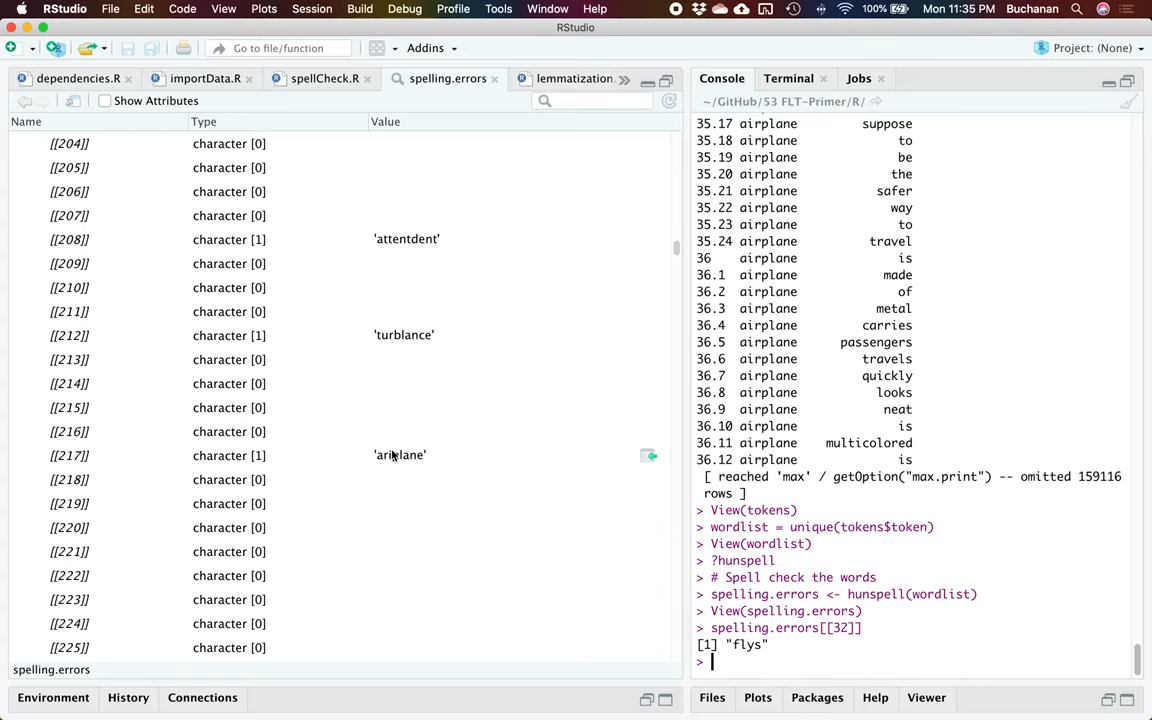 RStudio File Edit Code View Plots Session Build Debug Profile Tools Window Help 100% Mon 11:35 PM Buchanan
RStudio
Go to file/function Addins Project: (None)
dependencies.R importData.R spellCheck.R spelling.errors lemmatization.
Show Attributes
Name Type Value
[[204]] character [0]
[[205]] character [0]
[[206]] character [0]
[[207]] character [0]
[[208]] character [1] 'attentdent'
[[209]] character [0]
[[210]] character [0]
[[211]] character [0]
[[212]] character [1] 'turblance'
[[213]] character [0]
[[214]] character [0]
[[215]] character [0]
[[216]] character [0]
[[217]] character [1]
[[218]] character [0]
[[219]] character [0]
[[220]] character [0]
[[221]] character [0]
[[222]] character [0]
[[223]] character [0]
[[224]] character [0]
[[225]] character [0]
spelling.errors
Environment History Connections
Console Terminal Jobs
~/GitHub/53 FLT-Primer/R/
35.17 airplane suppose
35.18 airplane to
35.19 airplane be
35.20 airplane the
35.21 airplane safer
35.22 airplane way
35.23 airplane to
35.24 airplane travel
36 airplane is
36.1 airplane made
36.2 airplane of
36.3 airplane metal
36.4 airplane carries
36.5 airplane passengers
36.6 airplane travels
36.7 airplane quickly
36.8 airplane looks
36.9 airplane neat
36.10 airplane is
36.11 airplane multicolored
36.12 airplane is
[ reached 'max' / getOption("max.print") -- omitted 159116
rows ]
> View(tokens)
> wordlist = unique(tokens$token)
> View(wordlist)
> ?hunspell
> # Spell check the words
> spelling.errors <- hunspell(wordlist)
> View(spelling.errors)
> spelling.errors[[32]]
[1] "flys"
>
Files Plots Packages Help Viewer